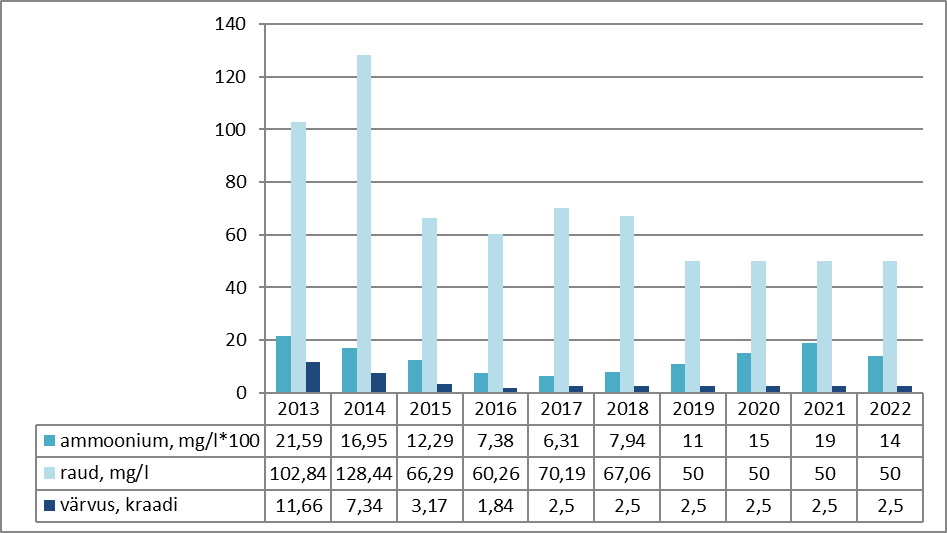 140
120
100
80
60
40
20
0
2013 2014 2015 2016 2017 2018 2019 2020 2021 2022
ammoonium, mg/l*100 21,59 16,95 12,29 7,38 6,31 7,94 11 15 19 14
raud, mg/l 102,84 128,44 66,29 60,26 70,19 67,06 50 50 50 50
värvus, kraadi 11,66 7,34 3,17 1,84 2,5 2,5 2,5 2,5 2,5 2,5